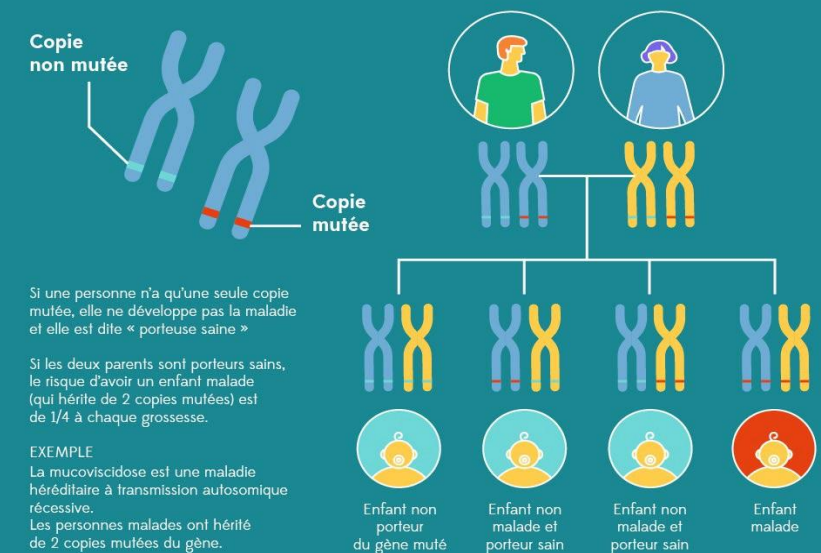 Copie
non mutée
Copie
mutée
Si une personne n'a qu'une seule copie
mutée, elle ne développe pas la maladie
et elle est dite « porteuse saine »
Si les deux parents sont porteurs sains,
le risque d'avoir un enfant malade
(qui hérite de 2 copies mutées) est
de 1/4 à chaque grossesse.
EXEMPLE
La mucoviscidose est une maladie
héréditaire à transmission autosomique
récessive.
Les personnes malades ont hérité
de 2 copies mutées du gène.
Enfant non
porteur
du gène muté
Enfant non
malade et
porteur sain
Enfant non
malade et
porteur sain
Enfant
malade